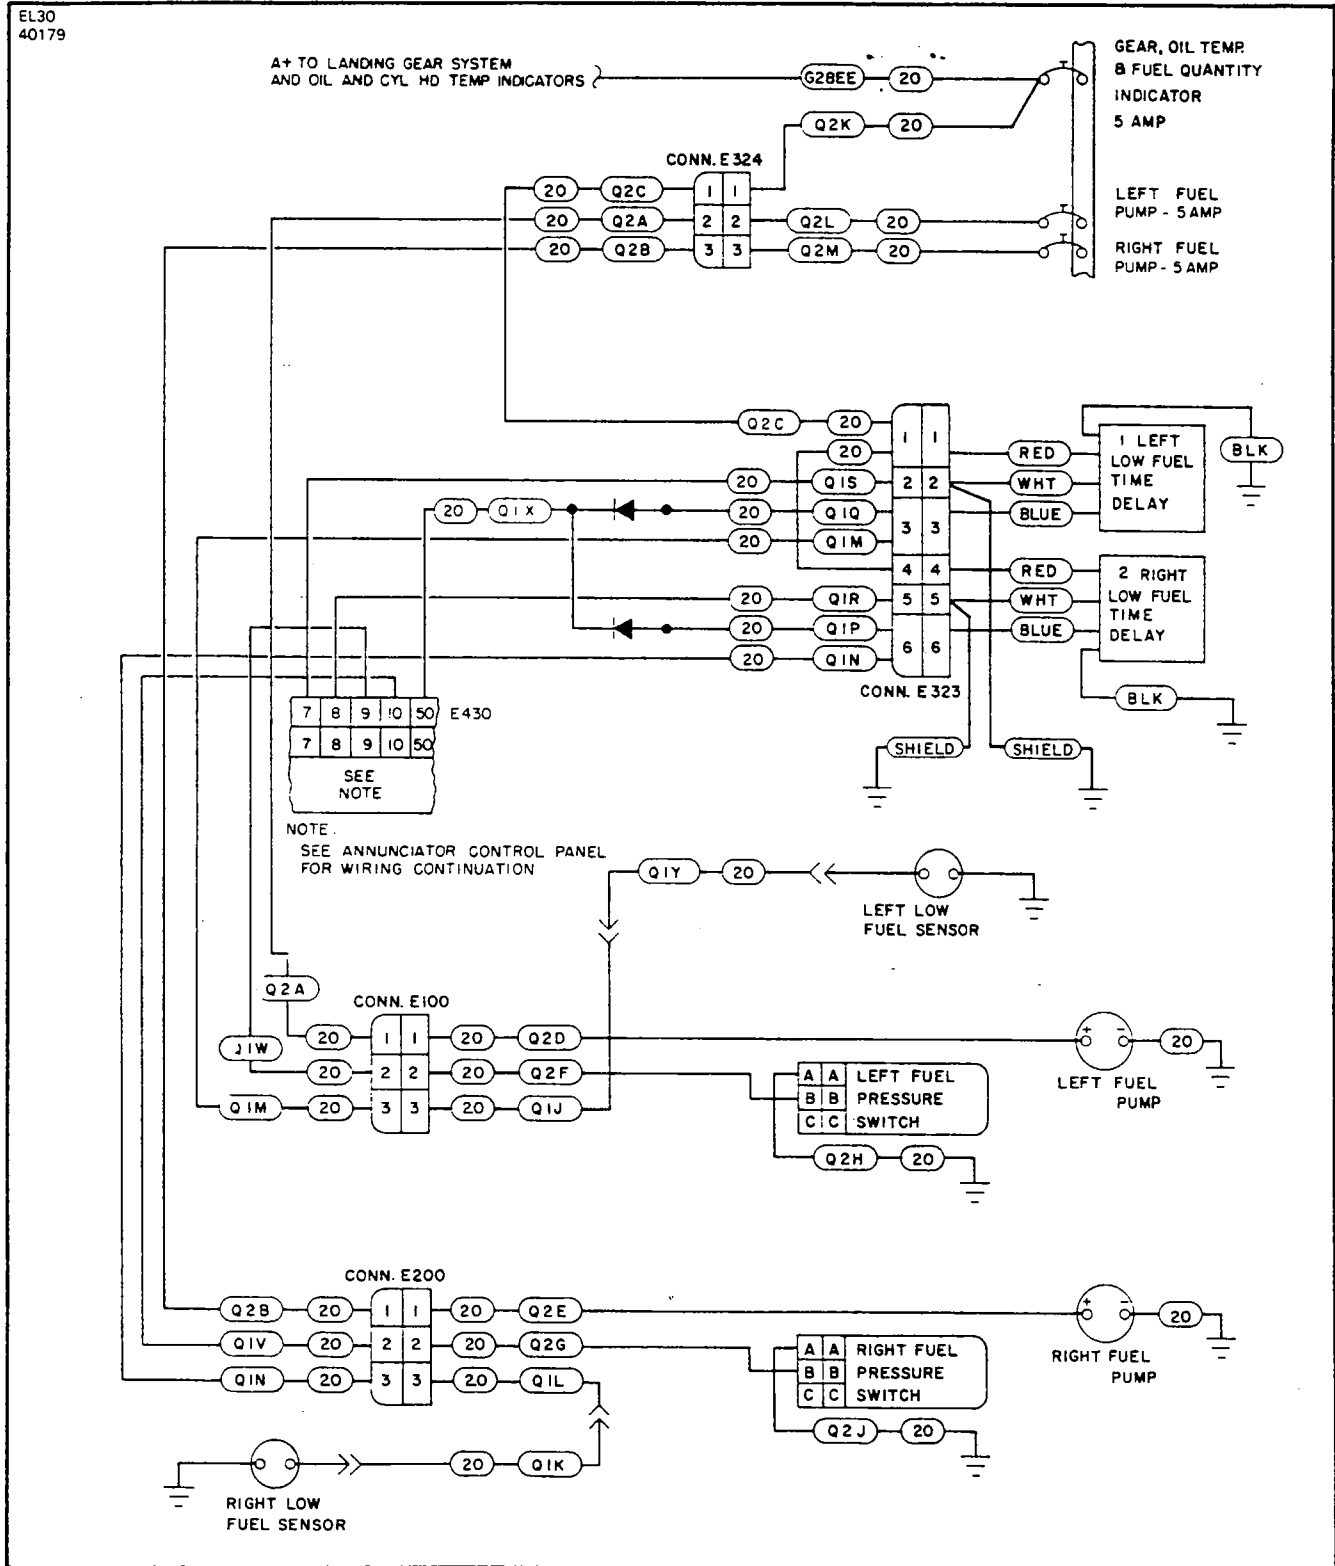 EL30
40179
A+ TO LANDING GEAR SYSTEM
AND OIL AND CYL HD TEMP INDICATORS
G2BEE 20
GEAR, OIL TEMP.
& FUEL QUANTITY
INDICATOR
5 AMP
Q2K 20
CONN. E324
20 Q2C 1 1
20 Q2A 2 2 Q2L 20
LEFT FUEL
PUMP - 5 AMP
20 Q2B 3 3 Q2M 20
RIGHT FUEL
PUMP - 5 AMP
Q2C 20
1 1
20
RED
20 Q1S 2 2 WHT
20 Q1X
20 Q1Q
3 3
BLUE
20 Q1M
1 LEFT
LOW FUEL
TIME
DELAY
BLK
4 4 RED
20 Q1R 5 5 WHT
20 Q1P
6 6
BLUE
20 Q1N
2 RIGHT
LOW FUEL
TIME
DELAY
BLK
CONN. E323
7 8 9 10 50 E430
7 8 9 10 50
SEE
NOTE
SHIELD SHIELD
NOTE.
SEE ANNUNCIATOR CONTROL PANEL
FOR WIRING CONTINUATION
Q1Y 20
LEFT LOW
FUEL SENSOR
Q2A
CONN. E100
20 1 1 20 Q2D
+ −
20
LEFT FUEL
PUMP
20 2 2 20 Q2F
Q1M 20 3 3 20 Q1J
A A LEFT FUEL
B B PRESSURE
C C SWITCH
Q2H 20
CONN. E200
Q2B 20 1 1 20 Q2E
+ −
20
RIGHT FUEL
PUMP
Q1V 20 2 2 20 Q2G
Q1N 20 3 3 20 Q1L
A A RIGHT FUEL
B B PRESSURE
C C SWITCH
Q2J 20
20 Q1K
RIGHT LOW
FUEL SENSOR